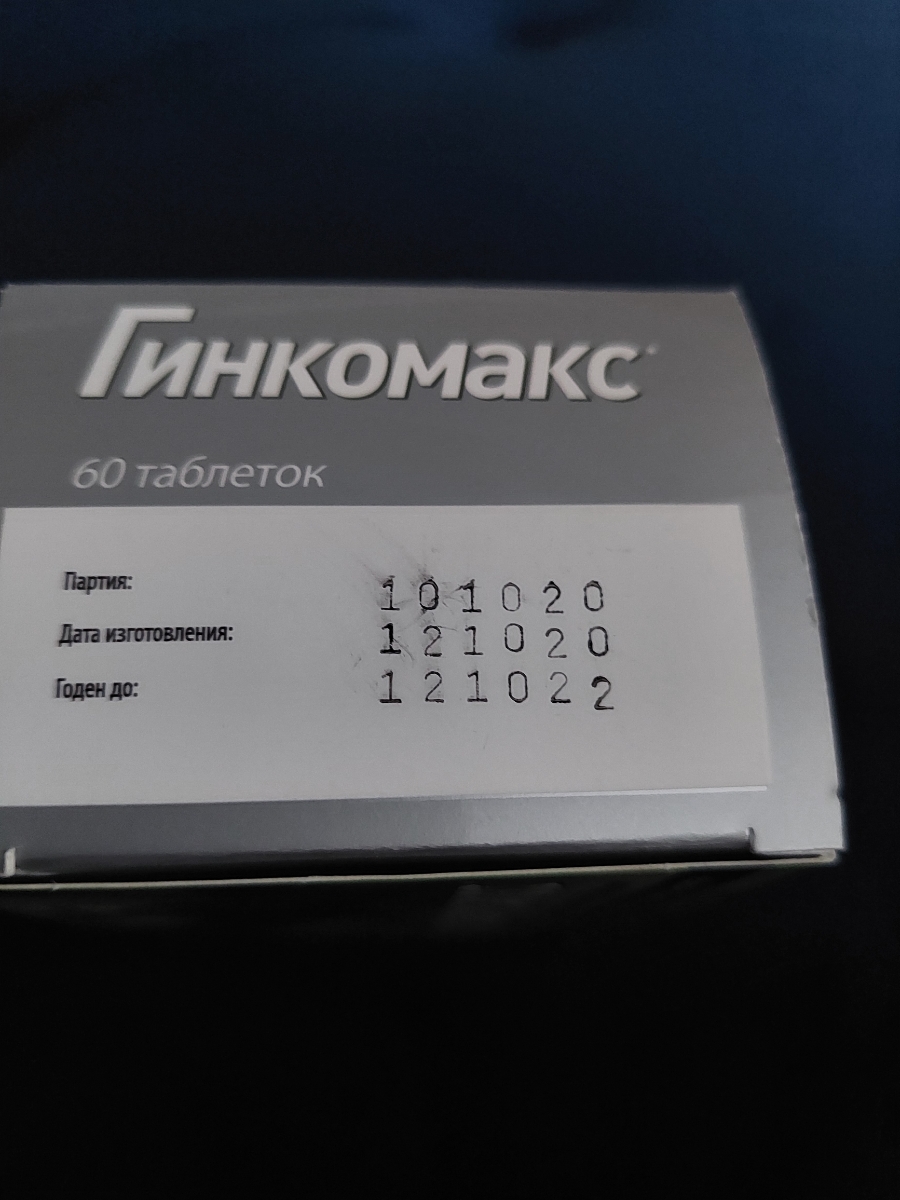 Гинкомакс
60 таблеток
Партия: 101020
Дата изготовления: 121020
Годен до: 121022